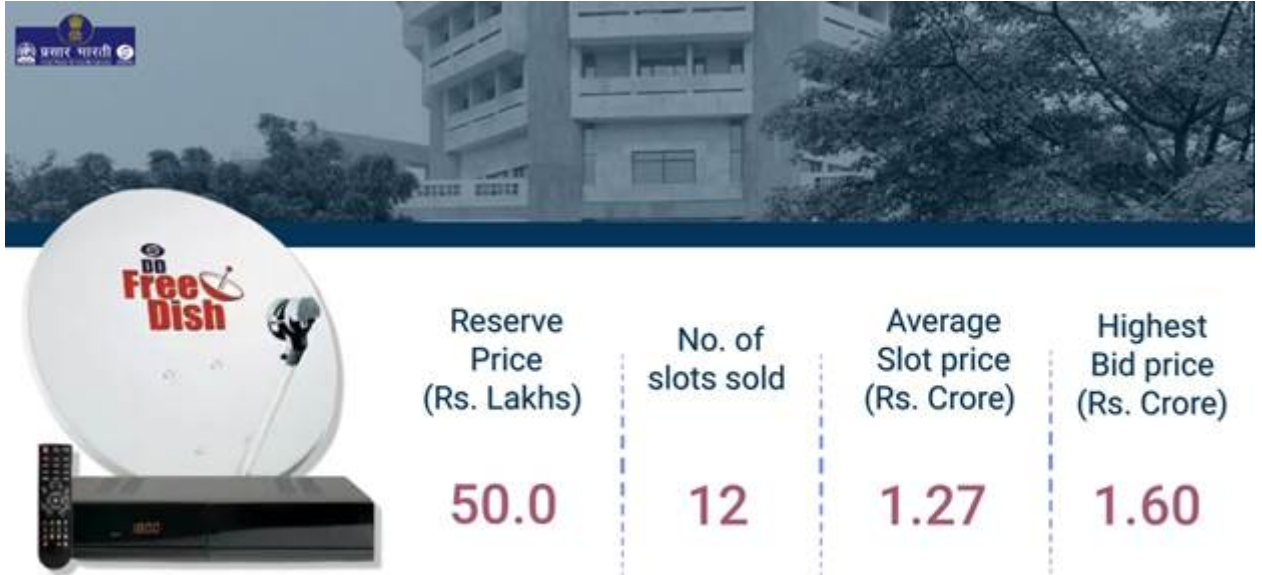 प्रसार भारती
DD
Free
Dish
Reserve
Price
(Rs. Lakhs)
50.0
No. of
slots sold
12
Average
Slot price
(Rs. Crore)
1.27
Highest
Bid price
(Rs. Crore)
1.60